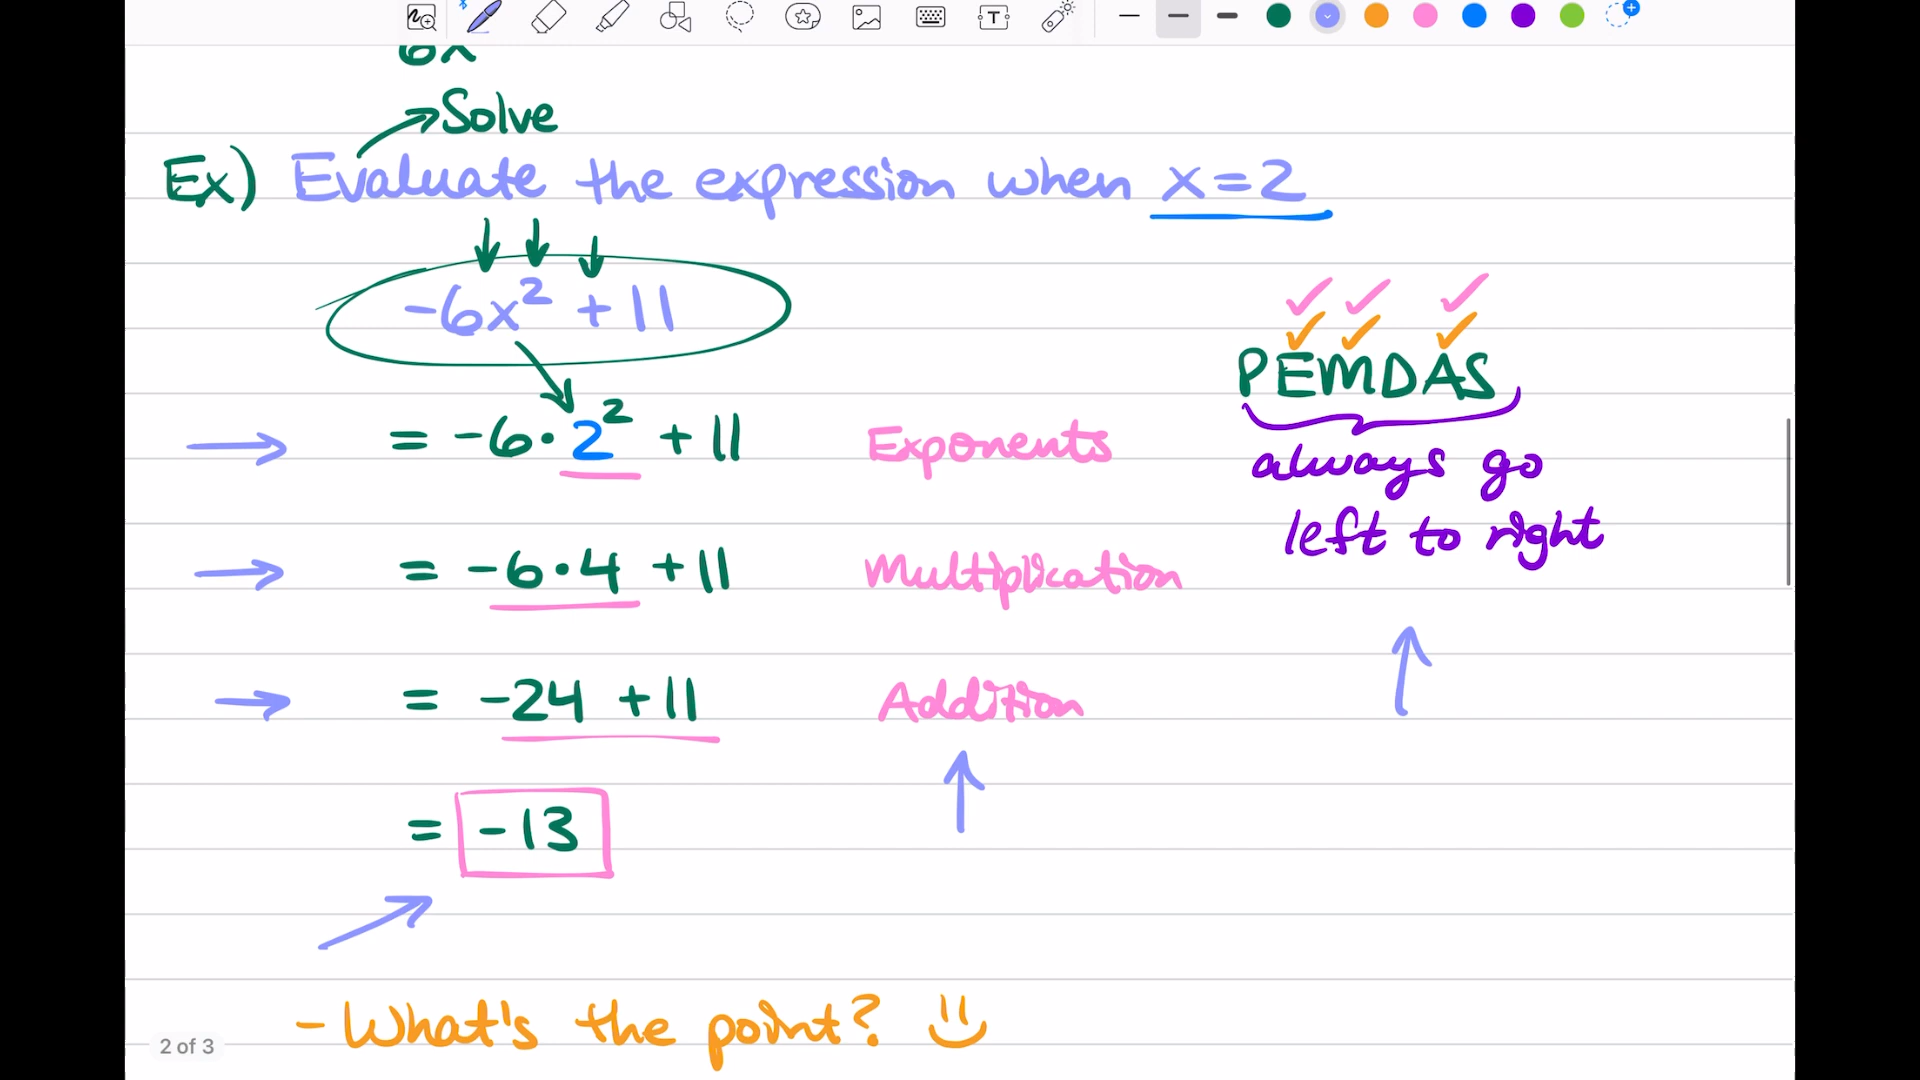 6x
Solve
Ex) Evaluate the expression when x=2
-6x² + 11
PEMDAS
= -6·2² + 11 Exponents
always go
left to right
= -6·4 + 11 Multiplication
= -24 + 11 Addition
= -13
- What's the point?
2 of 3